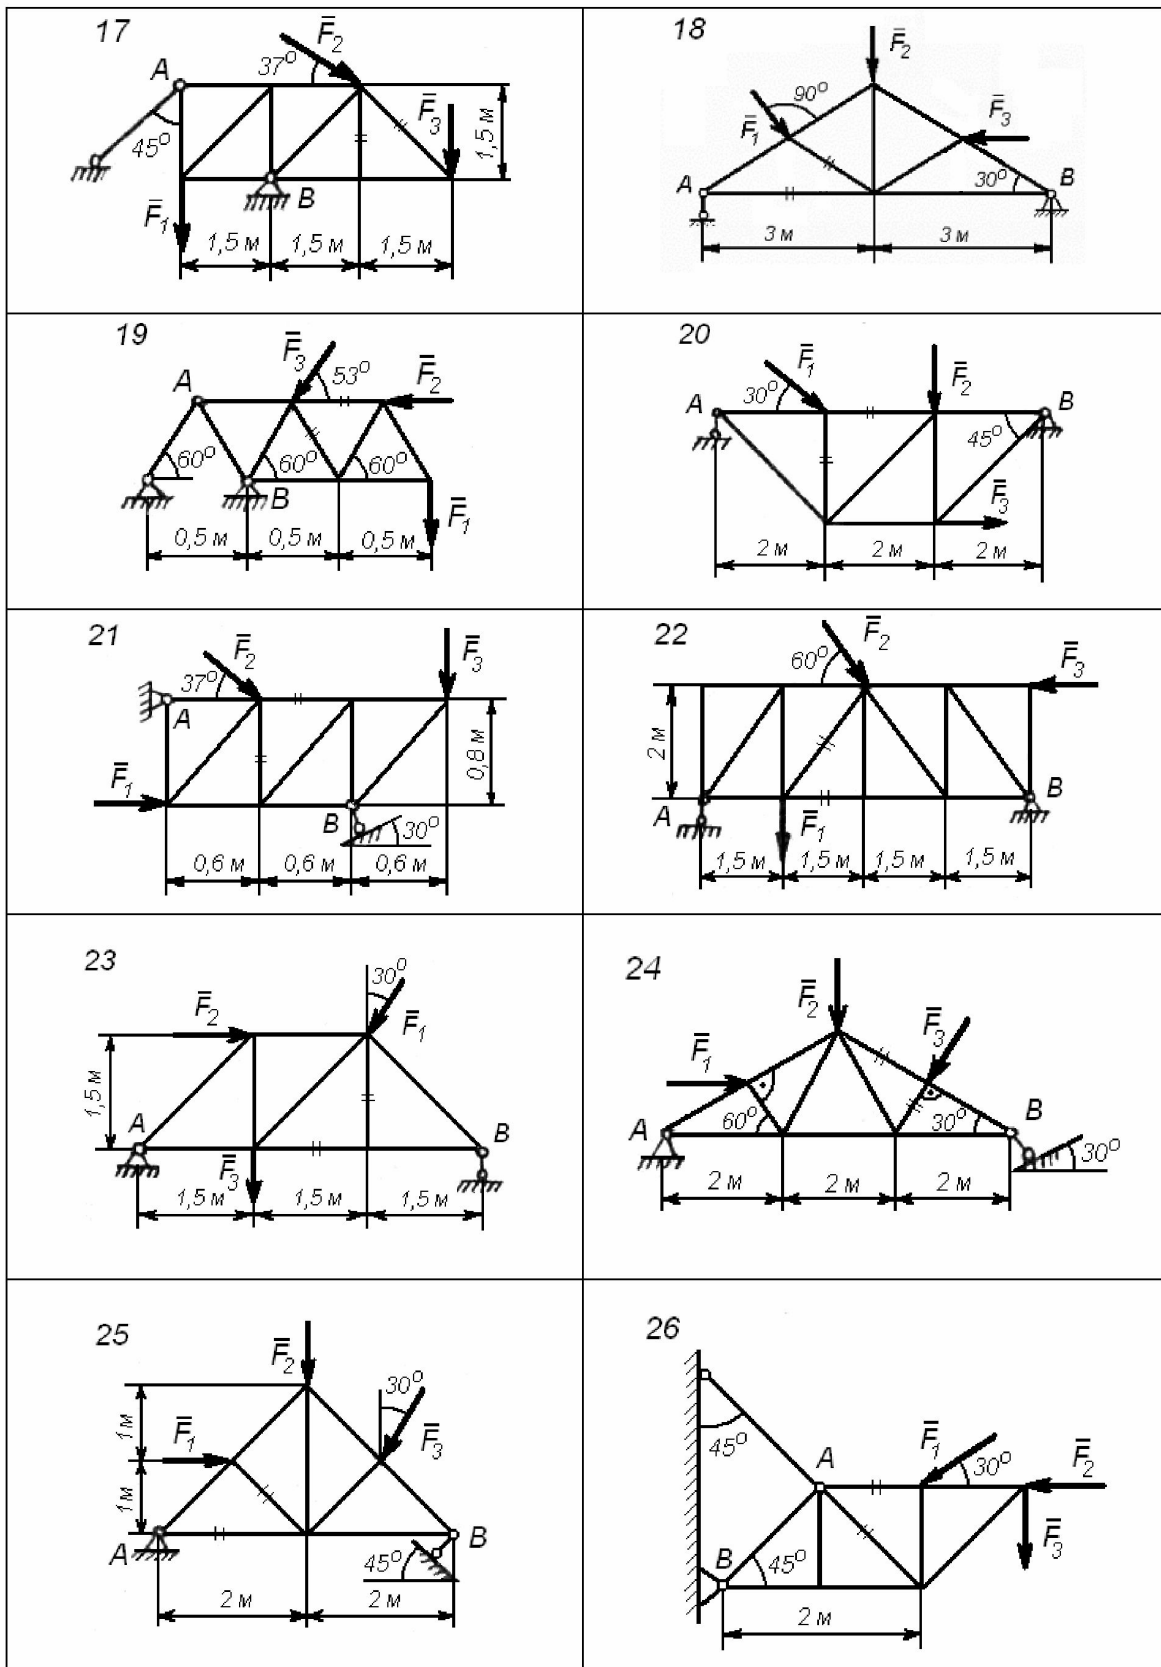 17
A
37°
F̅₂
45°
F̅₃
1,5 м
B
F̅₁
1,5 м 1,5 м 1,5 м
18
F̅₂
90°
F̅₁
F̅₃
A
30°
B
3 м 3 м
19
F̅₃
53°
A
F̅₂
60°
60°
60°
B
F̅₁
0,5 м 0,5 м 0,5 м
20
F̅₁
30°
F̅₂
A
B
45°
F̅₃
2 м 2 м 2 м
21
F̅₂
F̅₃
37°
A
0,8 м
F̅₁
B
30°
0,6 м 0,6 м 0,6 м
22
F̅₂
60°
F̅₃
2 м
A
F̅₁
B
1,5 м 1,5 м 1,5 м 1,5 м
23
30°
F̅₂
F̅₁
1,5 м
A
B
F̅₃
1,5 м 1,5 м 1,5 м
24
F̅₂
F̅₃
F̅₁
A
60°
30°
B
30°
2 м 2 м 2 м
25
F̅₂
30°
1 м
F̅₁
F̅₃
1 м
A
B
45°
2 м 2 м
26
45°
A
F̅₁
30°
F̅₂
F̅₃
B
45°
2 м